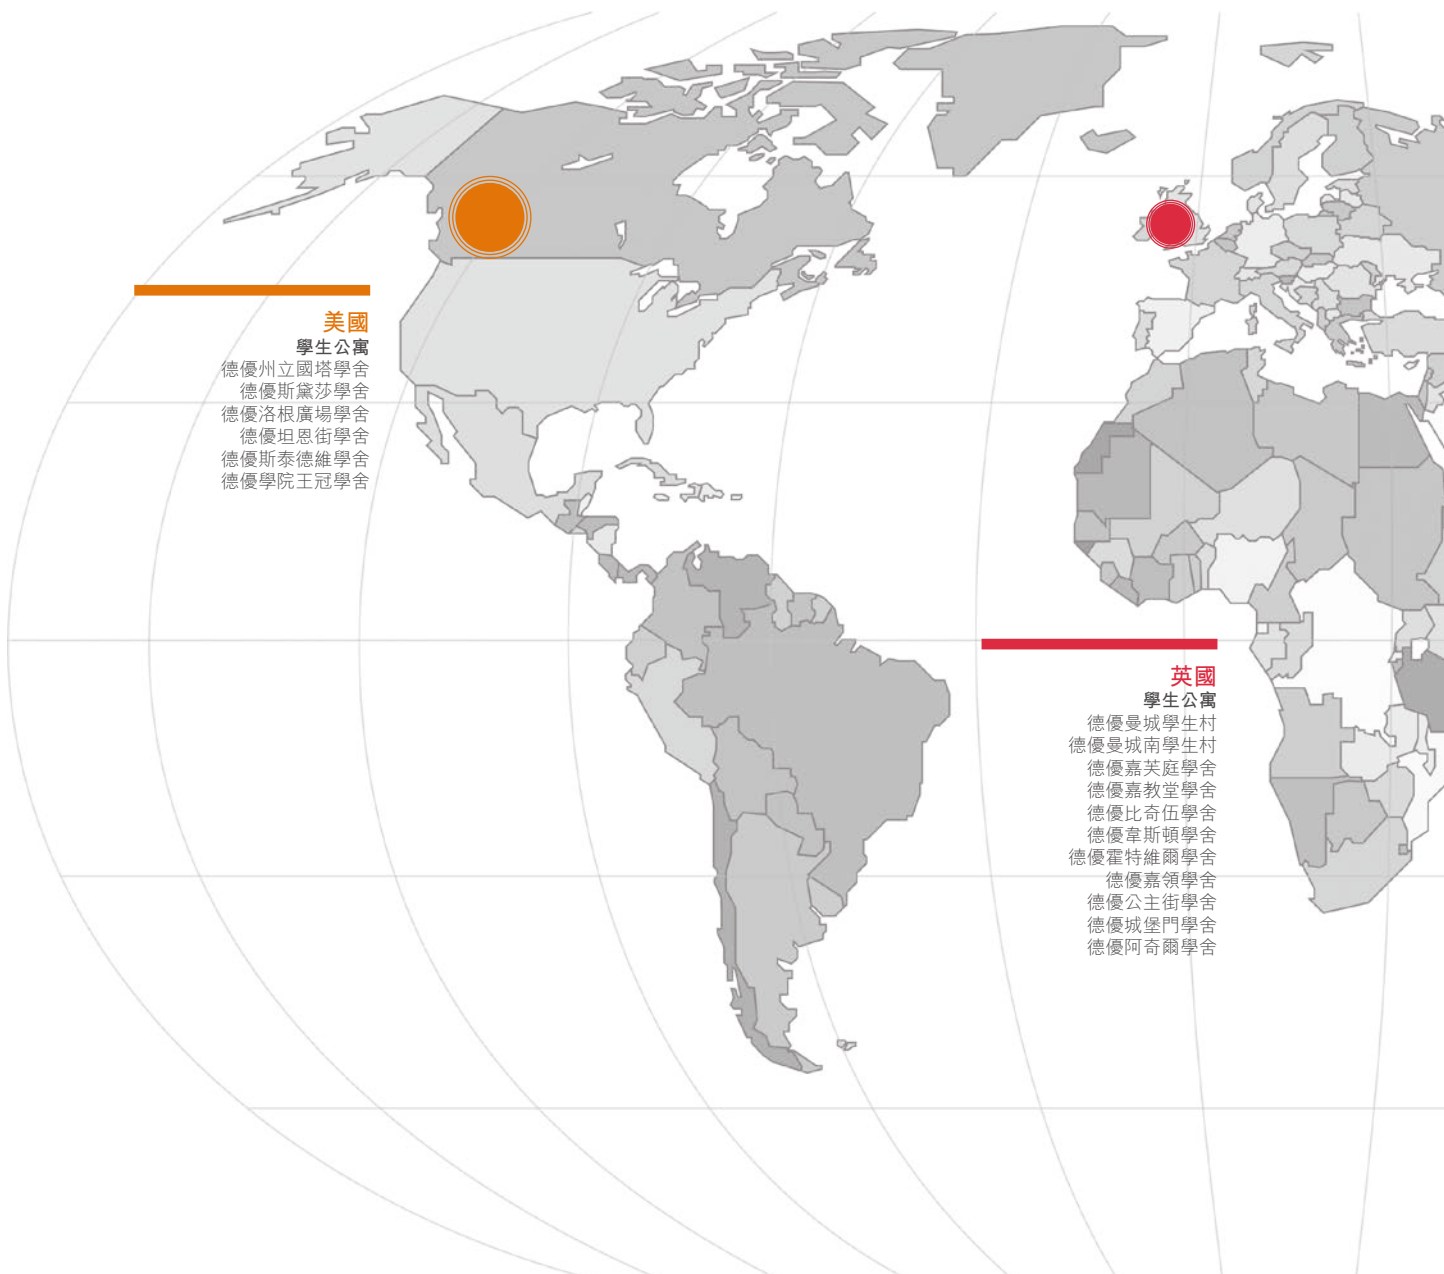 美國
學生公寓
德優州立國塔學舍
德優斯黛莎學舍
德優洛根廣場學舍
德優坦恩街學舍
德優斯泰德維學舍
德優學院王冠學舍
英國
學生公寓
德優曼城學生村
德優曼城南學生村
德優嘉芙庭學舍
德優嘉教堂學舍
德優比奇伍學舍
德優韋斯頓學舍
德優霍特維爾學舍
德優嘉領學舍
德優公主街學舍
德優城堡門學舍
德優阿奇爾學舍